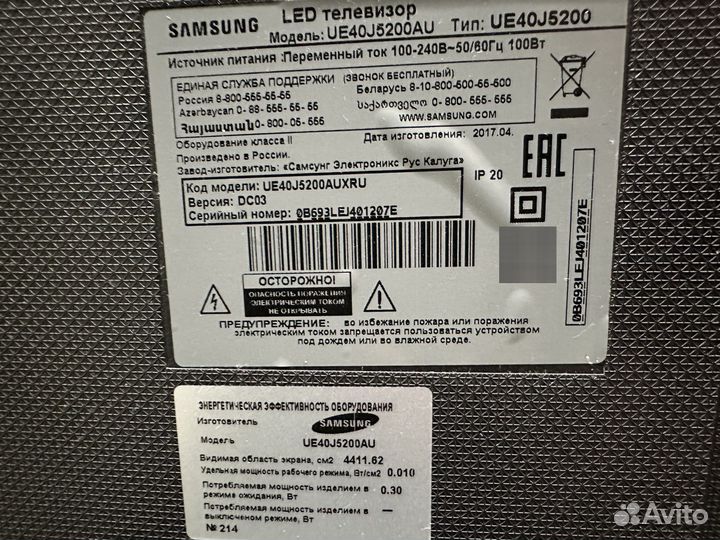 SAMSUNG
LED телевизор
Модель: UE40J5200AU Тип: UE40J5200
Источник питания :Переменный ток 100-240В~50/60Гц 100Вт
ЕДИНАЯ СЛУЖБА ПОДДЕРЖКИ (ЗВОНОК БЕСПЛАТНЫЙ)
Россия 8-800-555-55-55 Беларусь 8-10-800-500-55-500
Azerbaycan 0-88-555-55-55 საქართველო 0-800-555-555
Հայաստան 0-800-05-555 WWW.SAMSUNG.COM
Оборудование класса II Дата изготовления: 2017.04.
Произведено в России.
Завод-изготовитель: «Самсунг Электроникс Рус Калуга»
IP 20
EAC
Код модели: UE40J5200AUXRU
Версия: DC03
Серийный номер: 0B693LEJ401207E
0B693LEJ401207E
ОСТОРОЖНО!
ОПАСНОСТЬ ПОРАЖЕНИЯ
ЭЛЕКТРИЧЕСКИМ ТОКОМ
НЕ ОТКРЫВАТЬ
ПРЕДУПРЕЖДЕНИЕ: во избежание пожара или поражения
электрическим током запрещается пользоваться устройством
под дождем или во влажной среде.
ЭНЕРГЕТИЧЕСКАЯ ЭФФЕКТИВНОСТЬ ОБОРУДОВАНИЯ
Изготовитель SAMSUNG
Модель UE40J5200AU
Видимая область экрана, см2 4411.62
Удельная мощность рабочего режима, Вт/см2 0.010
Потребляемая мощность изделием в
режиме ожидания, Вт 0.30
Потребляемая мощность изделием в
выключеном режиме, Вт —
№ 214
Avito